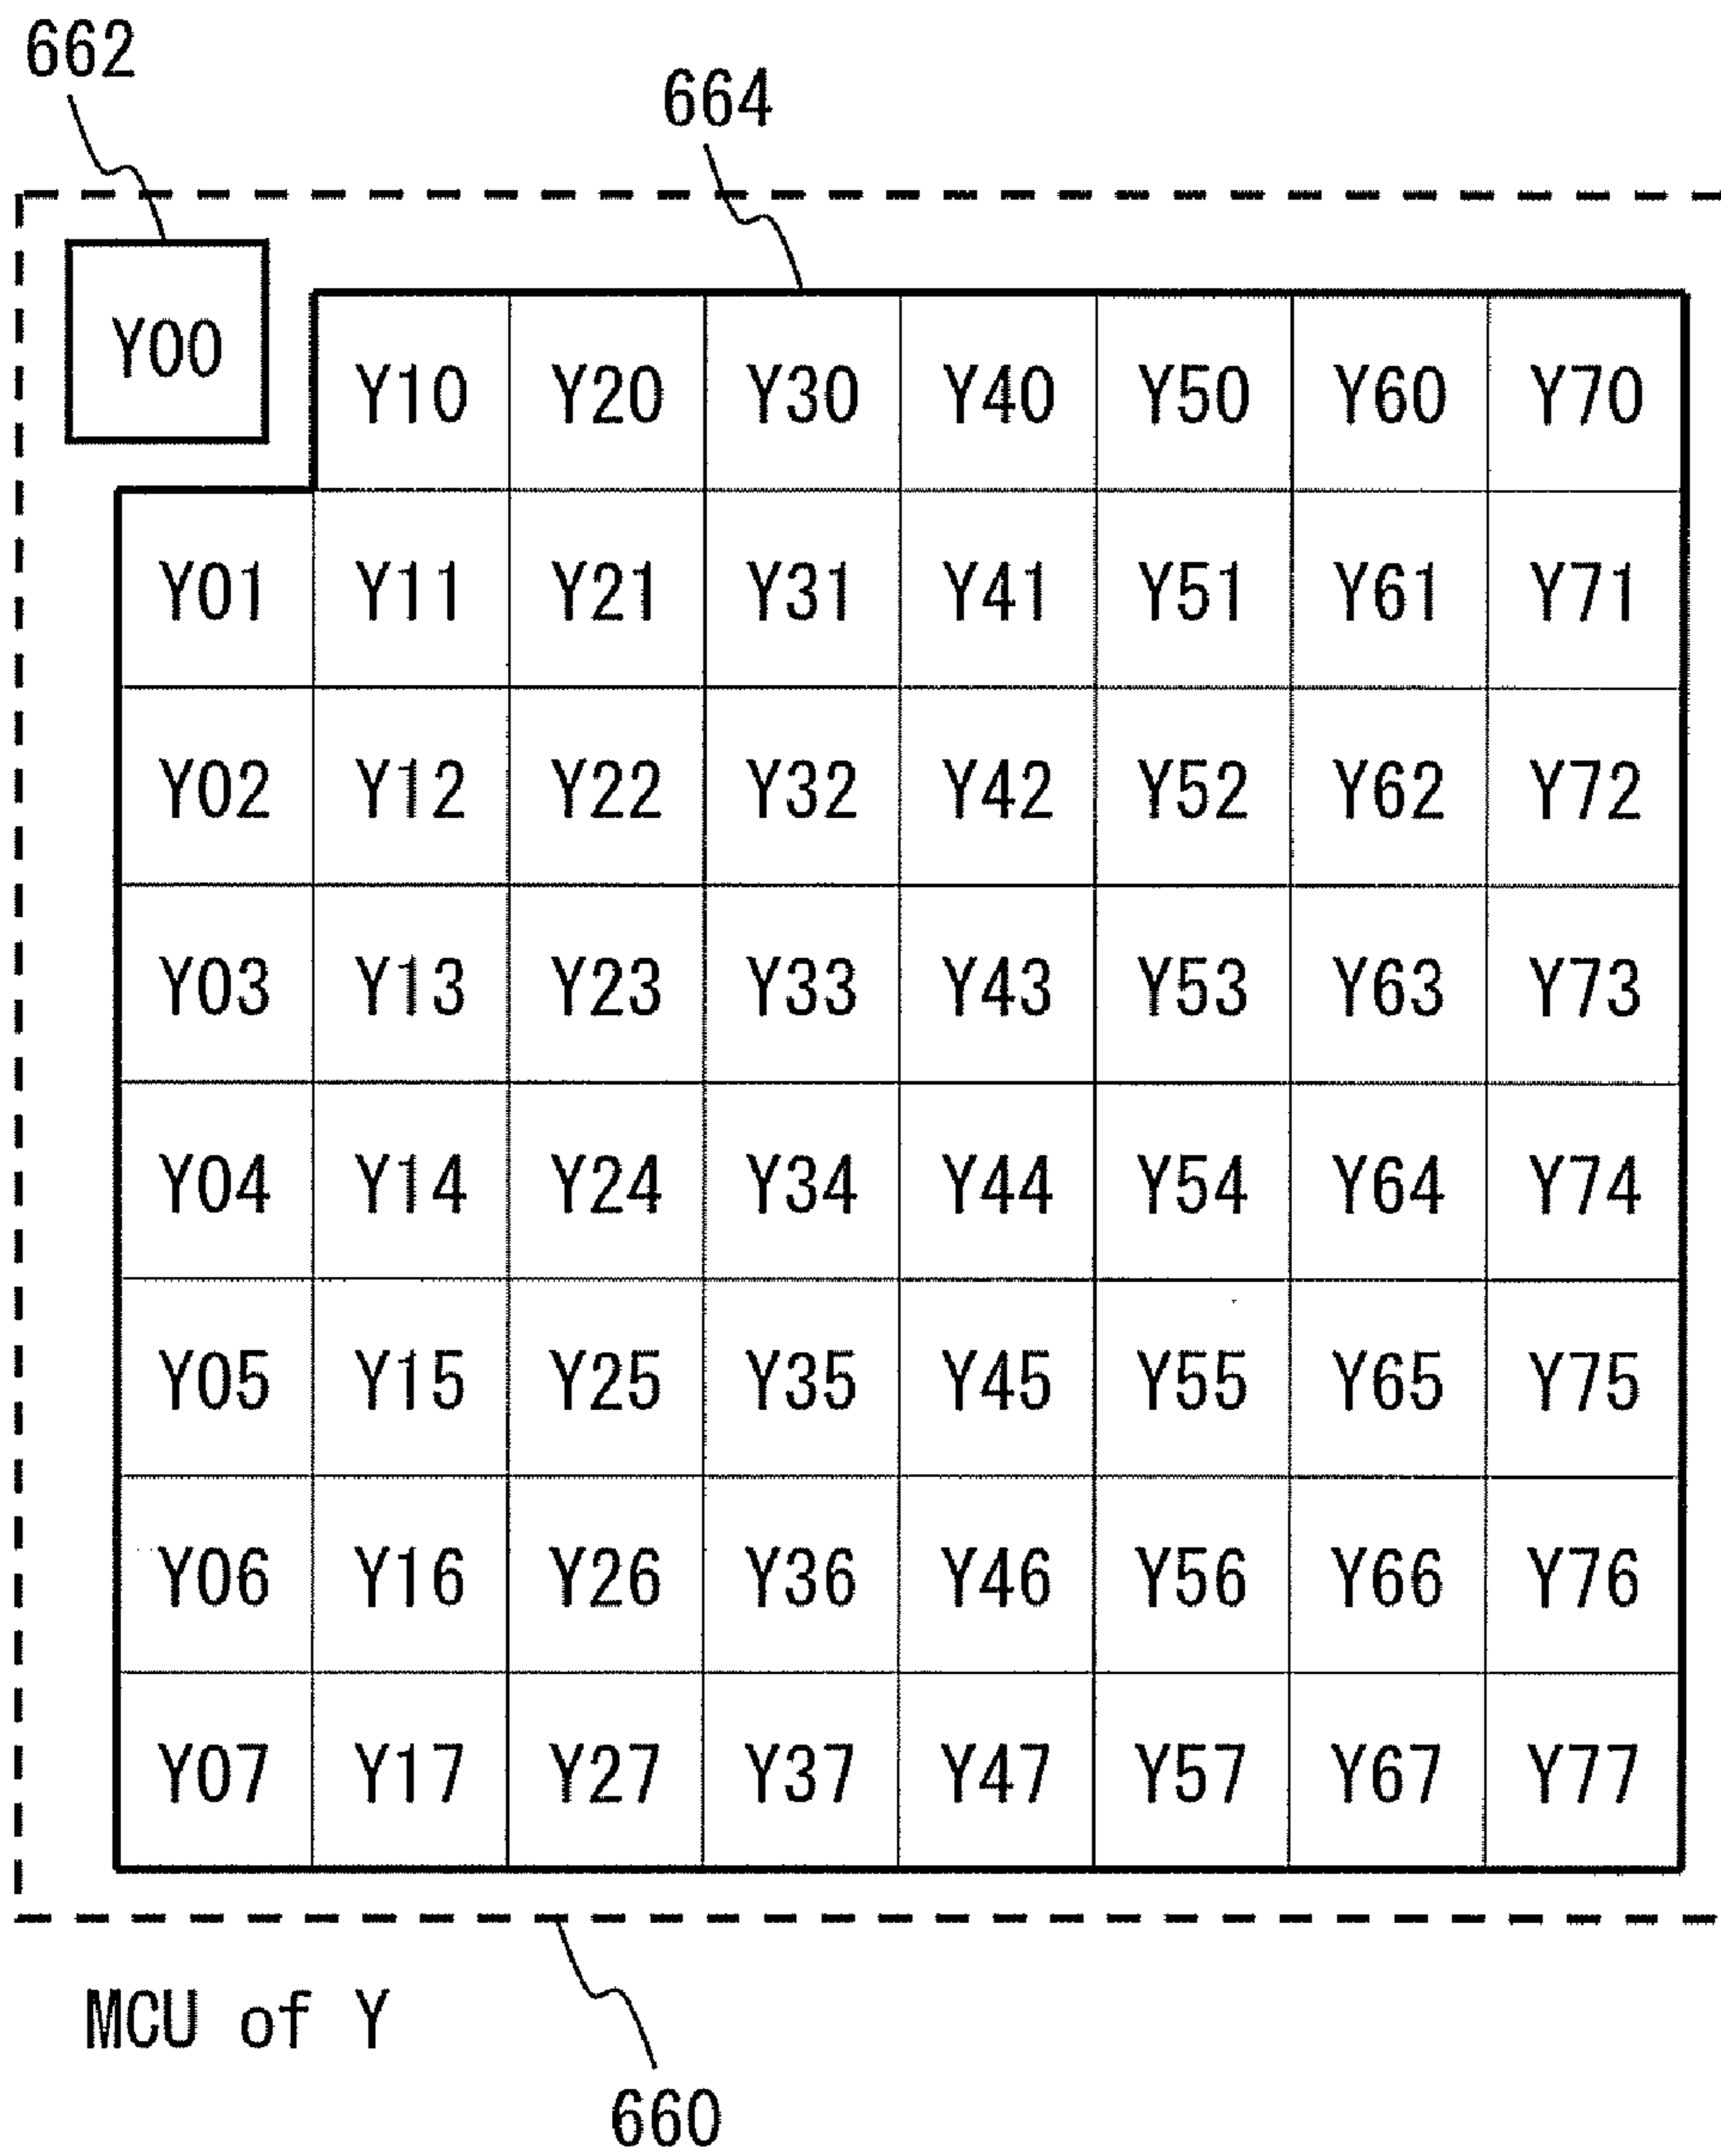 662
664
Y00
Y10 Y20 Y30 Y40 Y50 Y60 Y70
Y01 Y11 Y21 Y31 Y41 Y51 Y61 Y71
Y02 Y12 Y22 Y32 Y42 Y52 Y62 Y72
Y03 Y13 Y23 Y33 Y43 Y53 Y63 Y73
Y04 Y14 Y24 Y34 Y44 Y54 Y64 Y74
Y05 Y15 Y25 Y35 Y45 Y55 Y65 Y75
Y06 Y16 Y26 Y36 Y46 Y56 Y66 Y76
Y07 Y17 Y27 Y37 Y47 Y57 Y67 Y77
MCU of Y
660